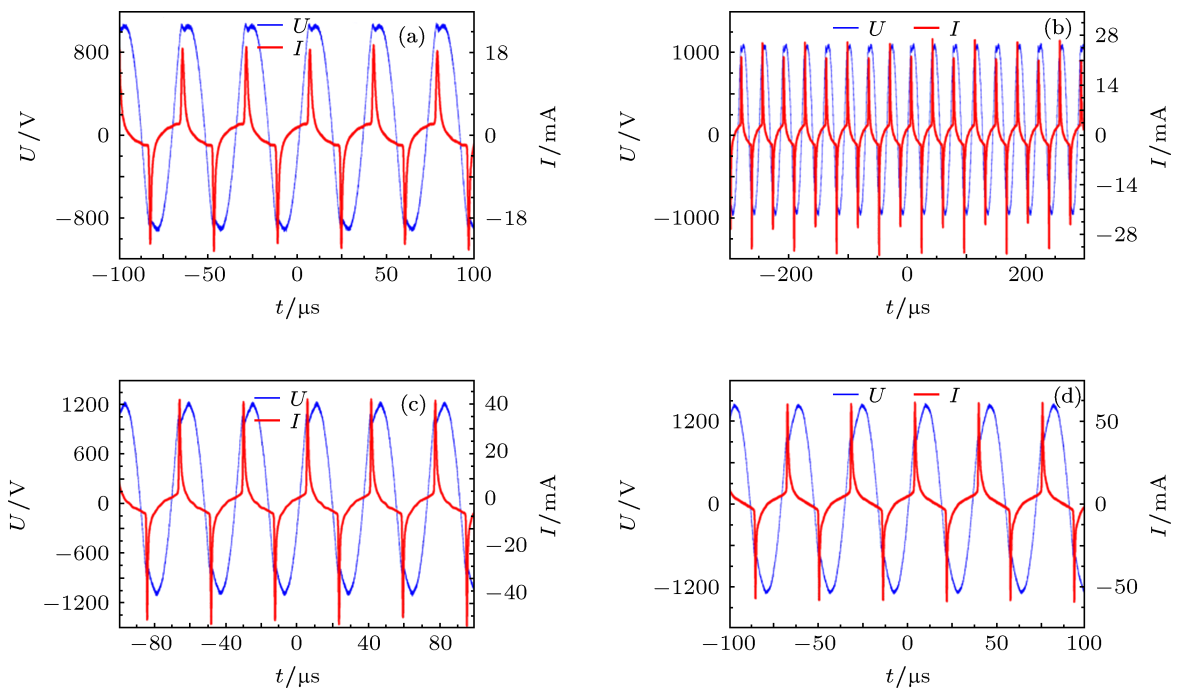 (a)
U
I
800
0
−800
18
0
−18
U/V
I/mA
−100
−50
0
50
100
t/μs
(b)
U
I
1000
0
−1000
28
14
0
−14
−28
U/V
I/mA
−200
0
200
t/μs
(c)
U
I
1200
600
0
−600
−1200
40
20
0
−20
−40
U/V
I/mA
−80
−40
0
40
80
t/μs
(d)
U
I
1200
0
−1200
50
0
−50
U/V
I/mA
−100
−50
0
50
100
t/μs